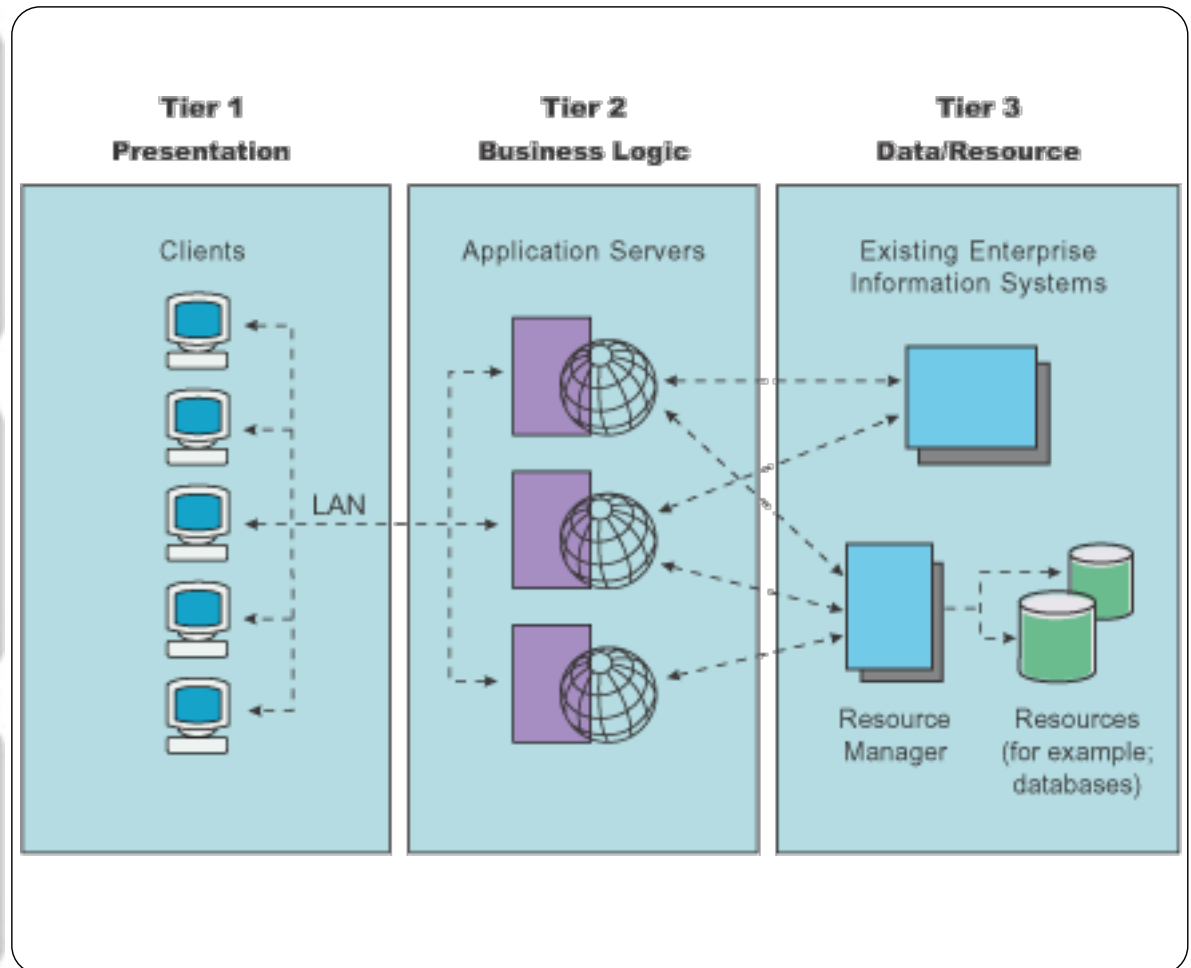 Tier 1
Presentation
Tier 2
Business Logic
Tier 3
Data/Resource
Clients
LAN
Application Servers
Existing Enterprise
Information Systems
Resource
Manager
Resources
(for example;
databases)